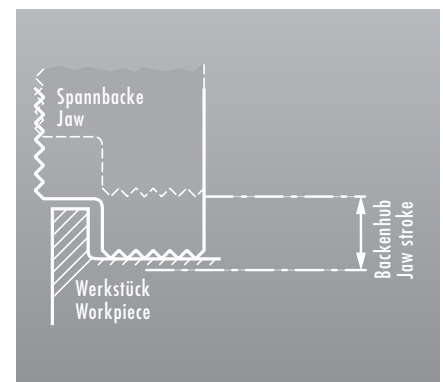 Spannbacke
Jaw
Backenhub
Jaw stroke
Werkstück
Workpiece